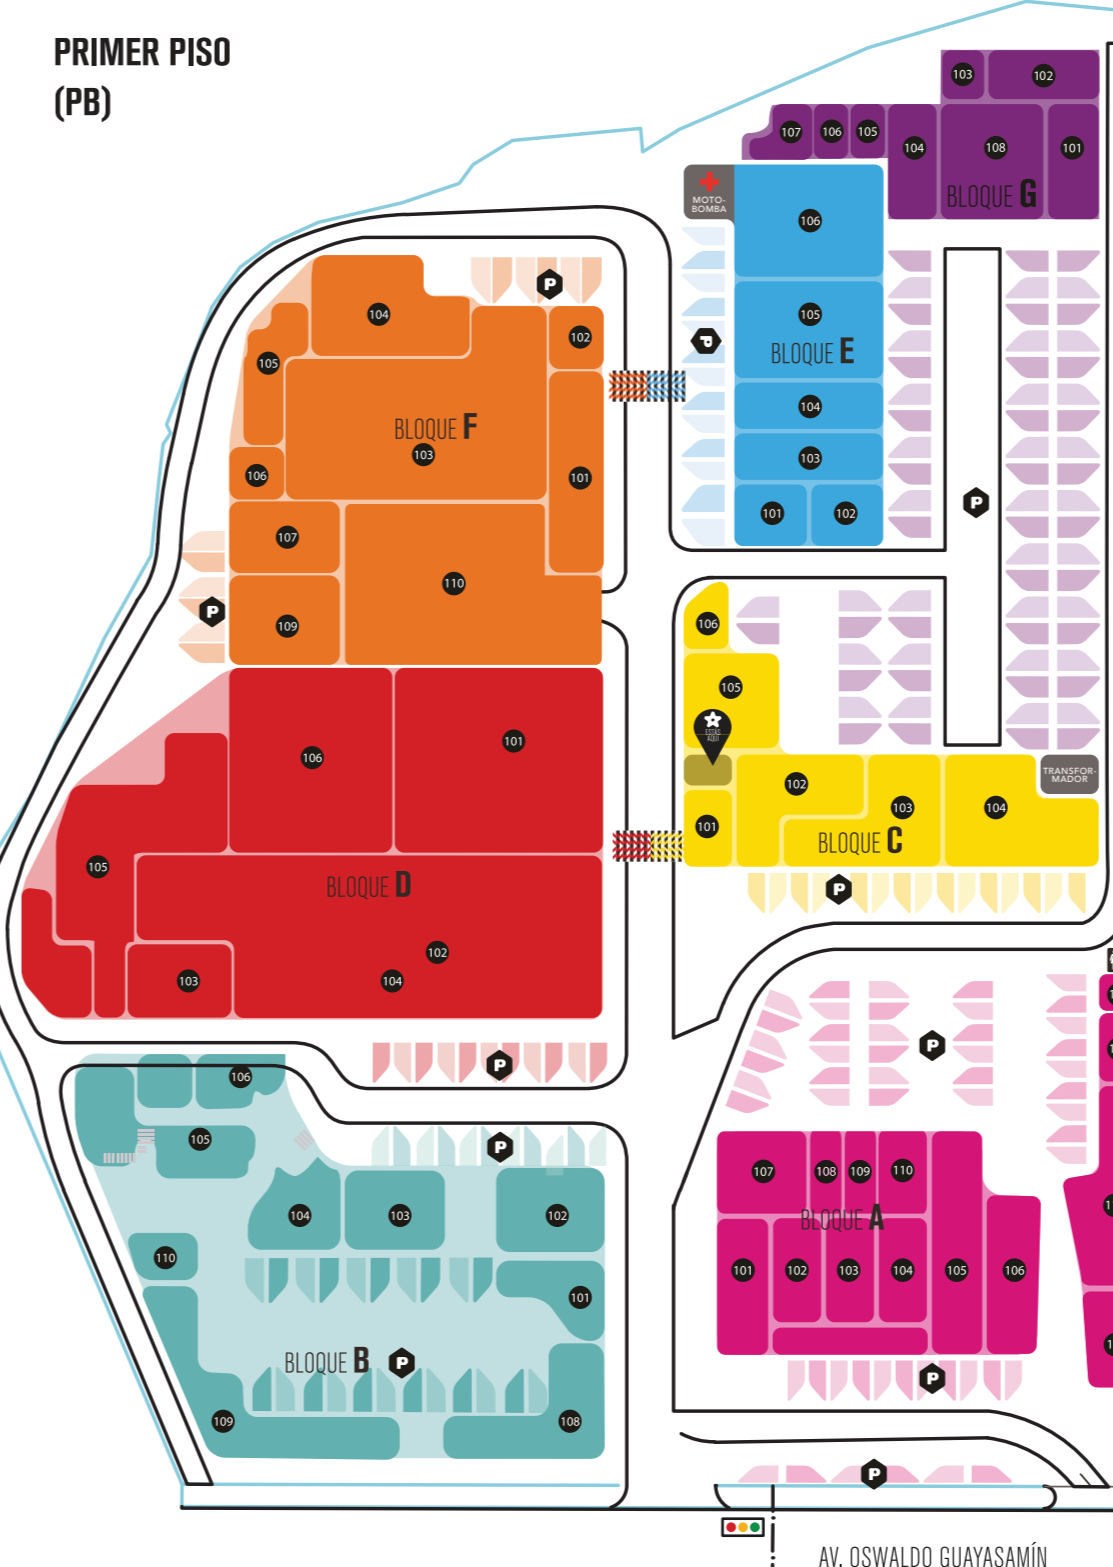 PRIMER PISO
(PB)
103
102
107
106
105
104
108
101
BLOQUE G
MOTO-
BOMBA
106
105
BLOQUE E
104
103
101
102
P
P
104
P
102
105
BLOQUE F
103
106
101
107
110
P
109
106
105
ESTÁS
AQUÍ
102
103
104
101
TRANSFOR-
MADOR
BLOQUE C
P
106
101
105
BLOQUE D
102
104
103
P
P
106
105
P
104
103
102
110
101
BLOQUE B
P
109
108
107
108
109
110
BLOQUE A
101
102
103
104
105
106
P
P
AV. OSWALDO GUAYASAMÍN